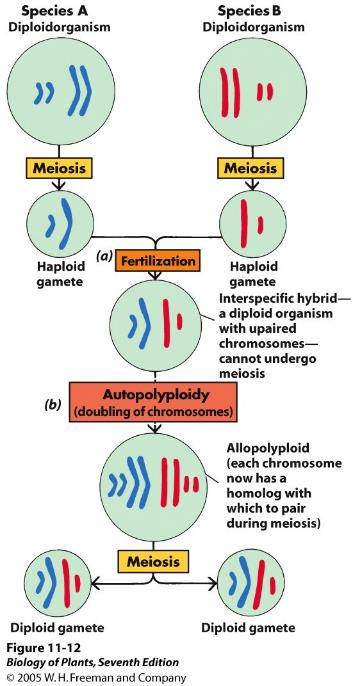 Species A
Diploidorganism
Species B
Diploidorganism
Meiosis
Meiosis
Haploid
gamete
(a)
Fertilization
Haploid
gamete
Interspecific hybrid—
a diploid organism
with upaired
chromosomes—
cannot undergo
meiosis
(b)
Autopolyploidy
(doubling of chromosomes)
Allopolyploid
(each chromosome
now has a
homolog with
which to pair
during meiosis)
Meiosis
Diploid gamete
Diploid gamete
Figure 11-12
Biology of Plants, Seventh Edition
© 2005 W. H. Freeman and Company